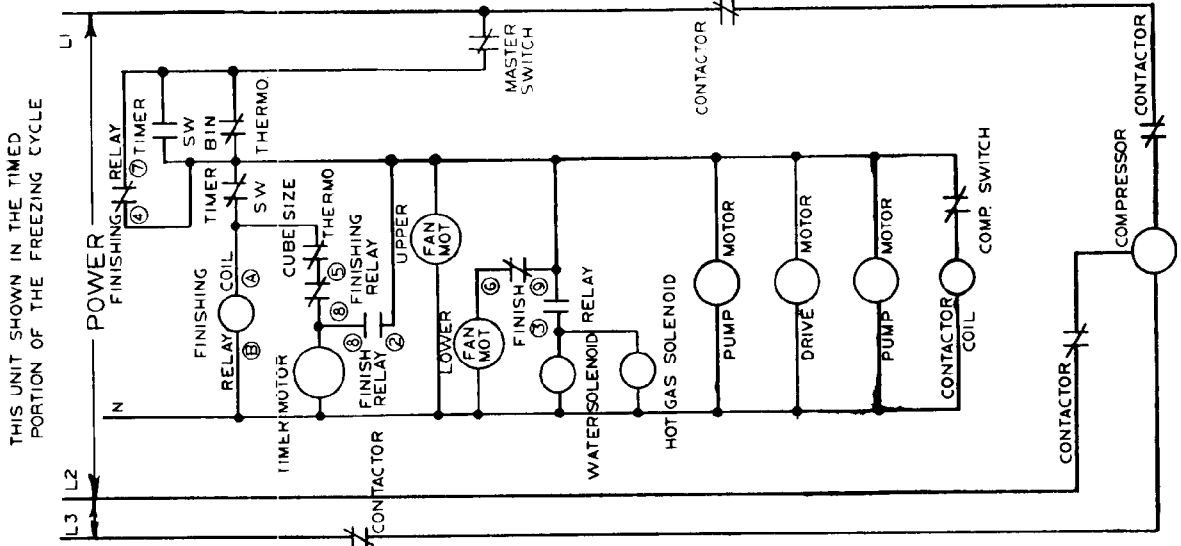 THIS UNIT SHOWN IN THE TIMED
PORTION OF THE FREEZING CYCLE
L1
POWER
L2
L3
N
FINISHING RELAY
④ ⑦
TIMER
SW
BIN
THERMO.
MASTER
SWITCH
CONTACTOR
TIMER
SW
FINISHING
RELAY COIL
Ⓑ Ⓐ
CUBE SIZE
THERMO
⑧ ⑤
FINISHING
RELAY
TIMER MOTOR
FINISH
RELAY
⑧
②
UPPER
FAN
MOT
LOWER
FAN
MOT
⑥
FINISH
⑨
③
RELAY
WATER SOLENOID
HOT GAS SOLENOID
PUMP MOTOR
DRIVE MOTOR
PUMP MOTOR
CONTACTOR
COIL
COMP. SWITCH
CONTACTOR
CONTACTOR
COMPRESSOR
CONTACTOR